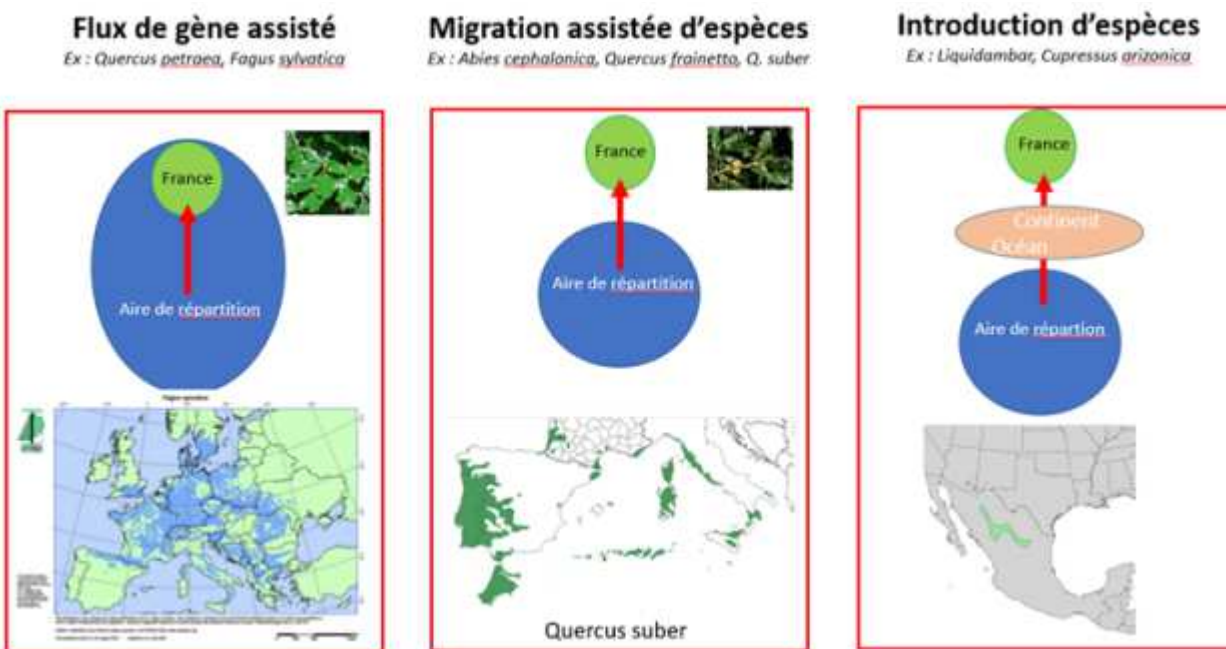 Flux de gène assisté
Ex : Quercus petraea, Fagus sylvatica
France
Aire de répartition
Fagus sylvatica
Migration assistée d'espèces
Ex : Abies cephalonica, Quercus frainetto, Q. suber
France
Aire de répartition
Quercus suber
Introduction d'espèces
Ex : Liquidambar, Cupressus arizonica
France
Continent
Océan
Aire de répartion